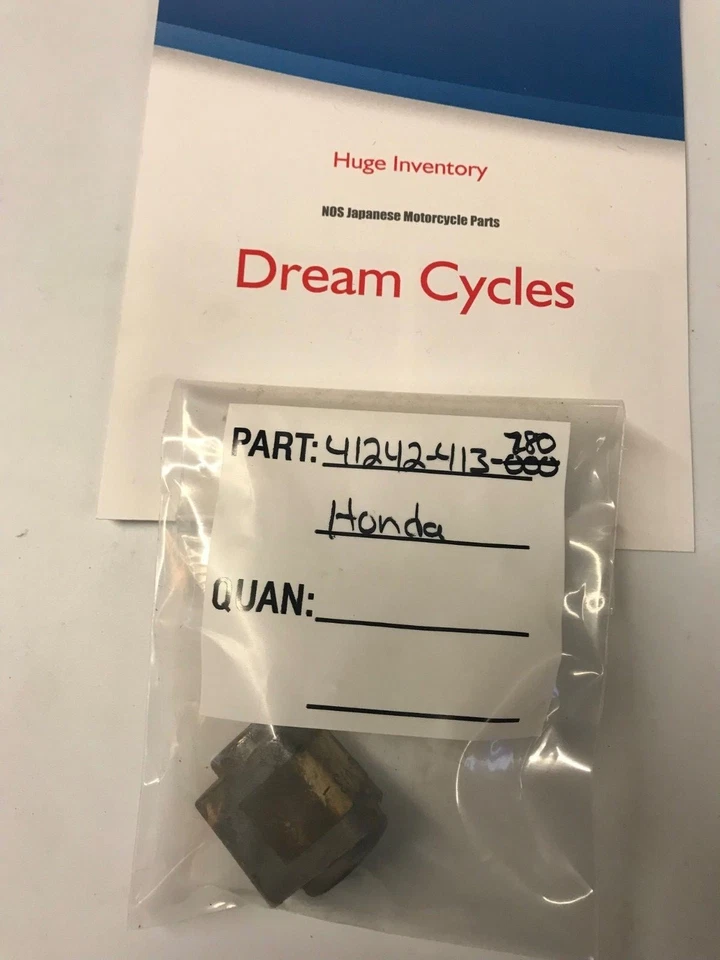 Huge Inventory
NOS Japanese Motorcycle Parts
Dream Cycles
280
PART: 41242-413-000
Honda
QUAN: